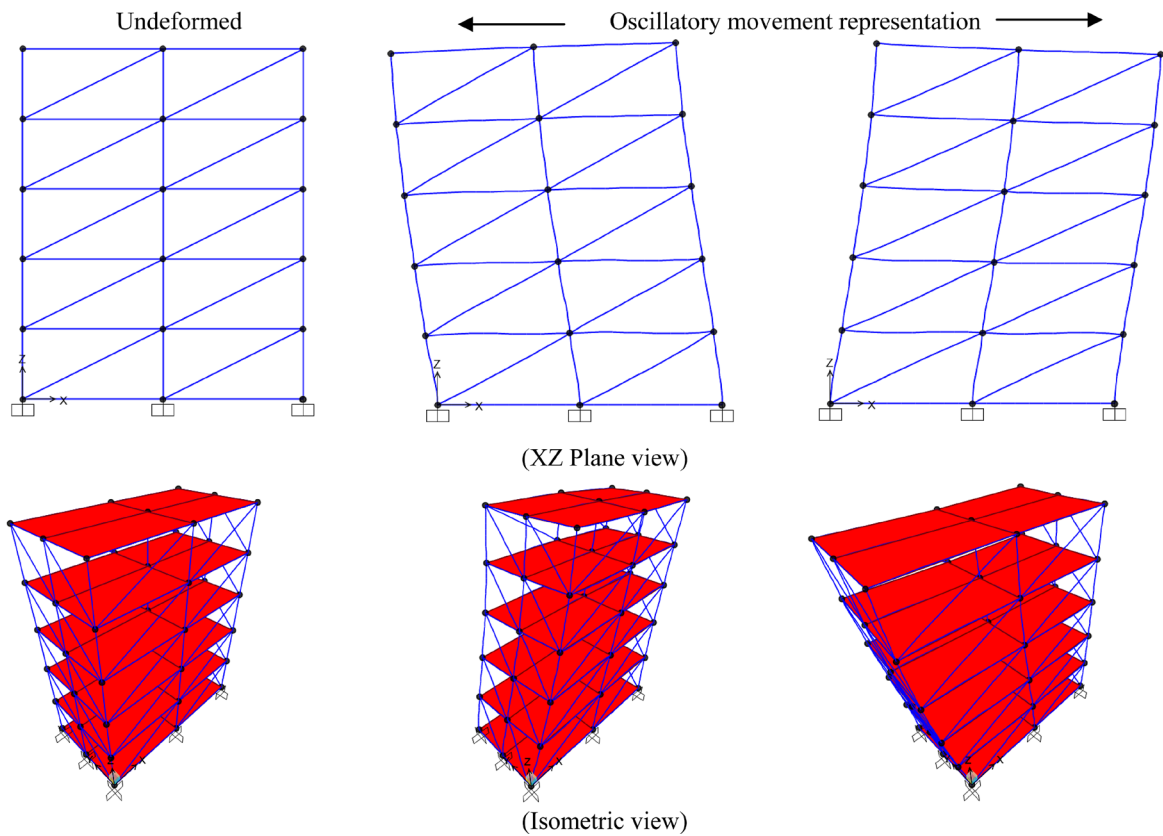 Undeformed
Oscillatory movement representation
Z
X
Z
X
Z
X
(XZ Plane view)
Z
X
Z
X
Z
X
(Isometric view)